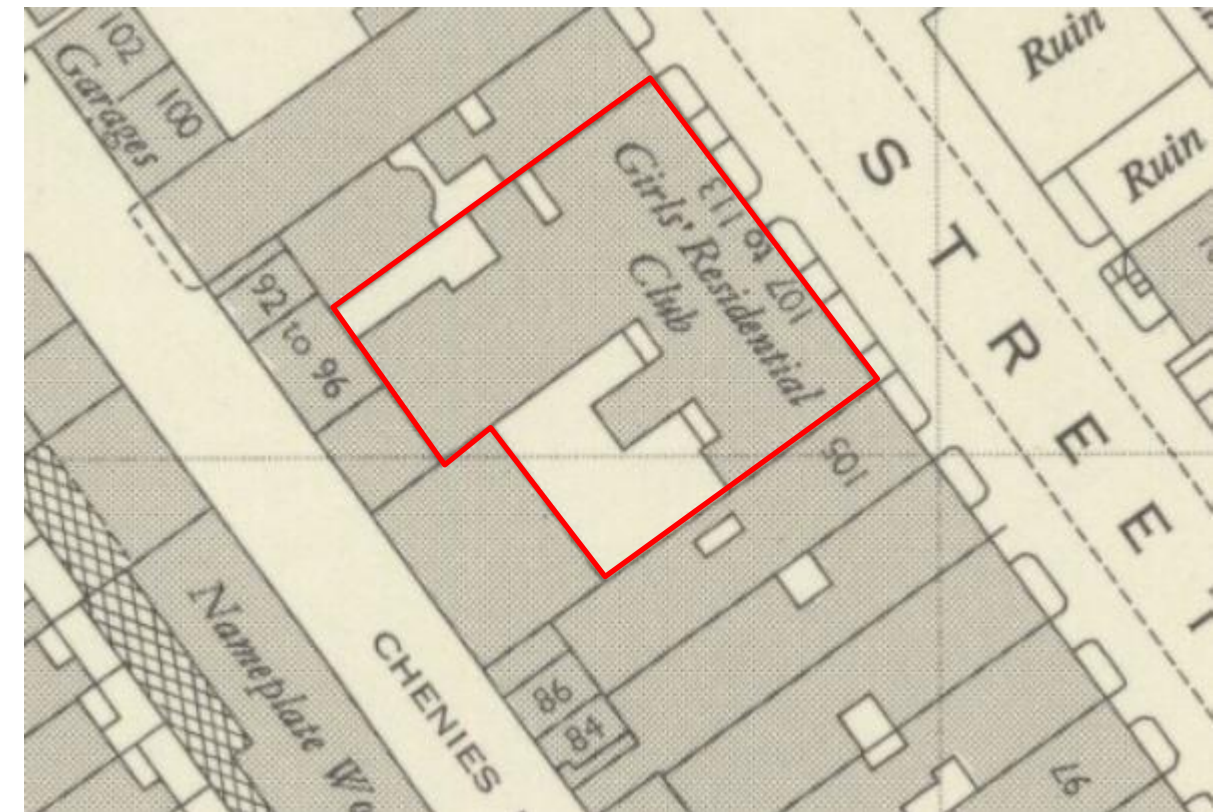 102
100
Garages
Ruin
Ruin
STREET
107 to 113
Girls' Residential
Club
92 to 96
105
Nameplate
CHENIES
86
84
97